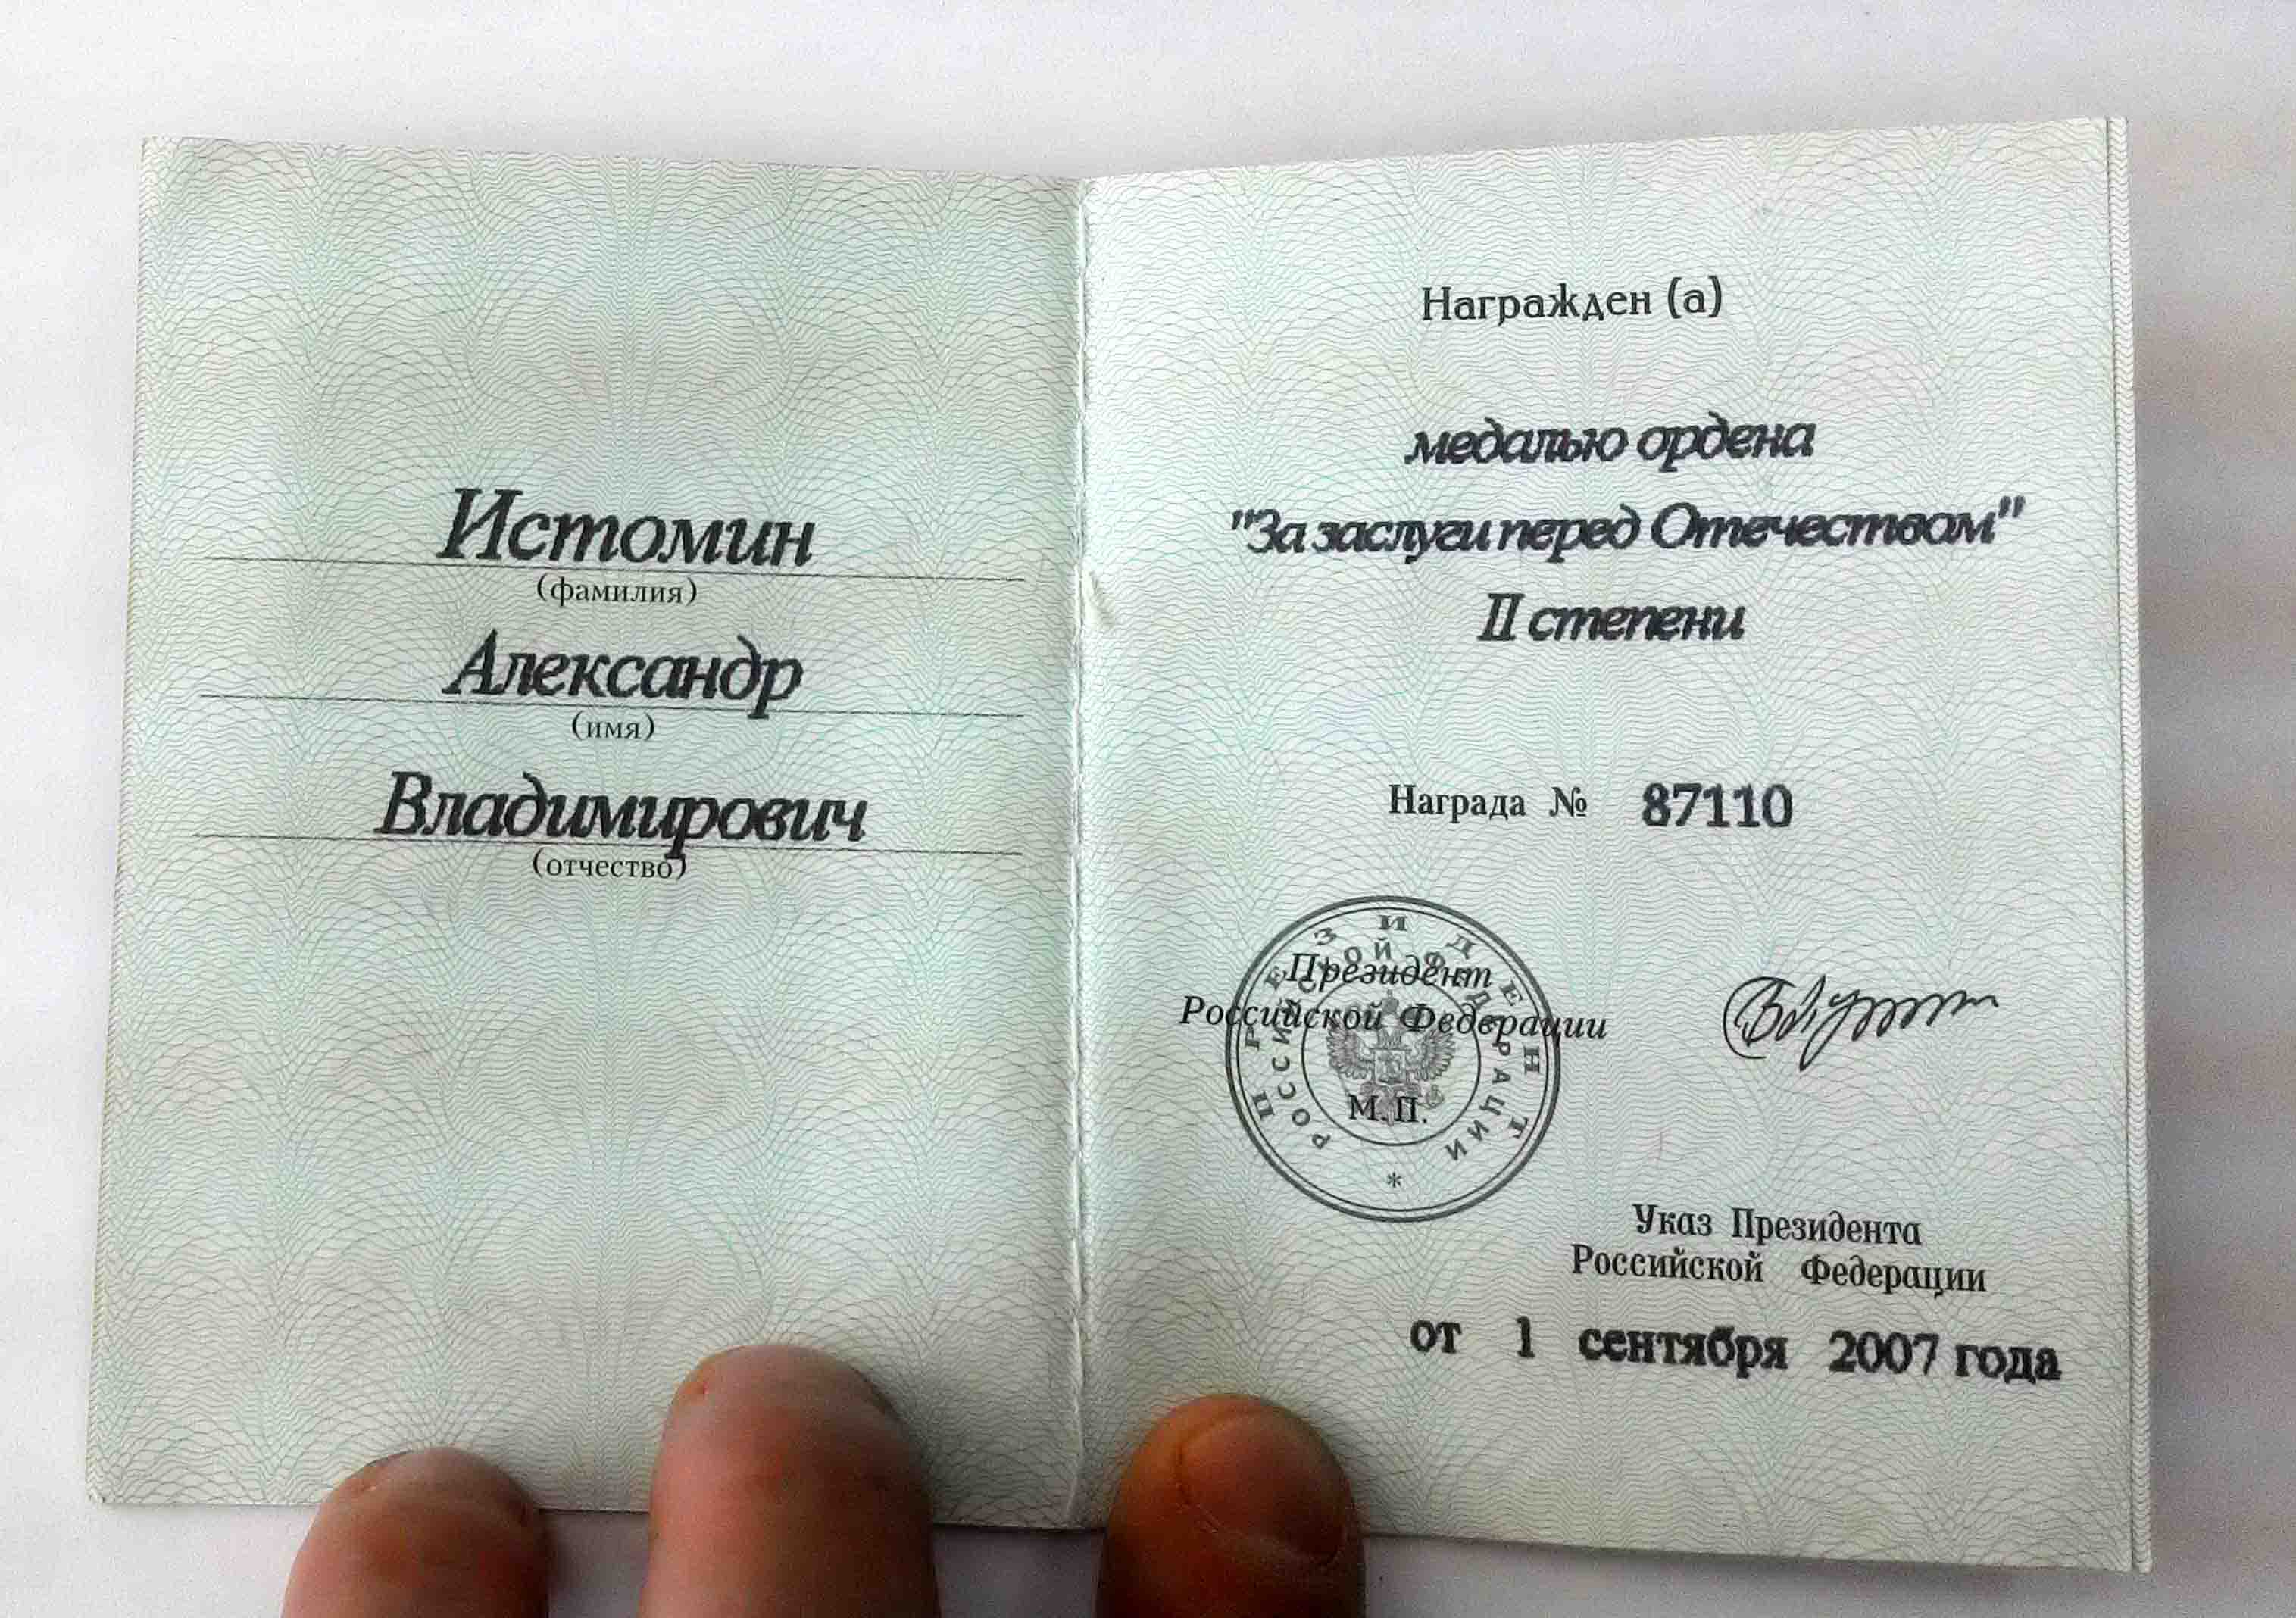 Истомин
(фамилия)
Александр
(имя)
Владимирович
(отчество)
Награжден (а)
медалью ордена
"За заслуги перед Отечеством"
II степени
Награда № 87110
Президент
Российской Федерации
М.П.
ПРЕЗИДЕНТ
РОССИЙСКОЙ ФЕДЕРАЦИИ
*
Указ Президента
Российской Федерации
от 1 сентября 2007 года